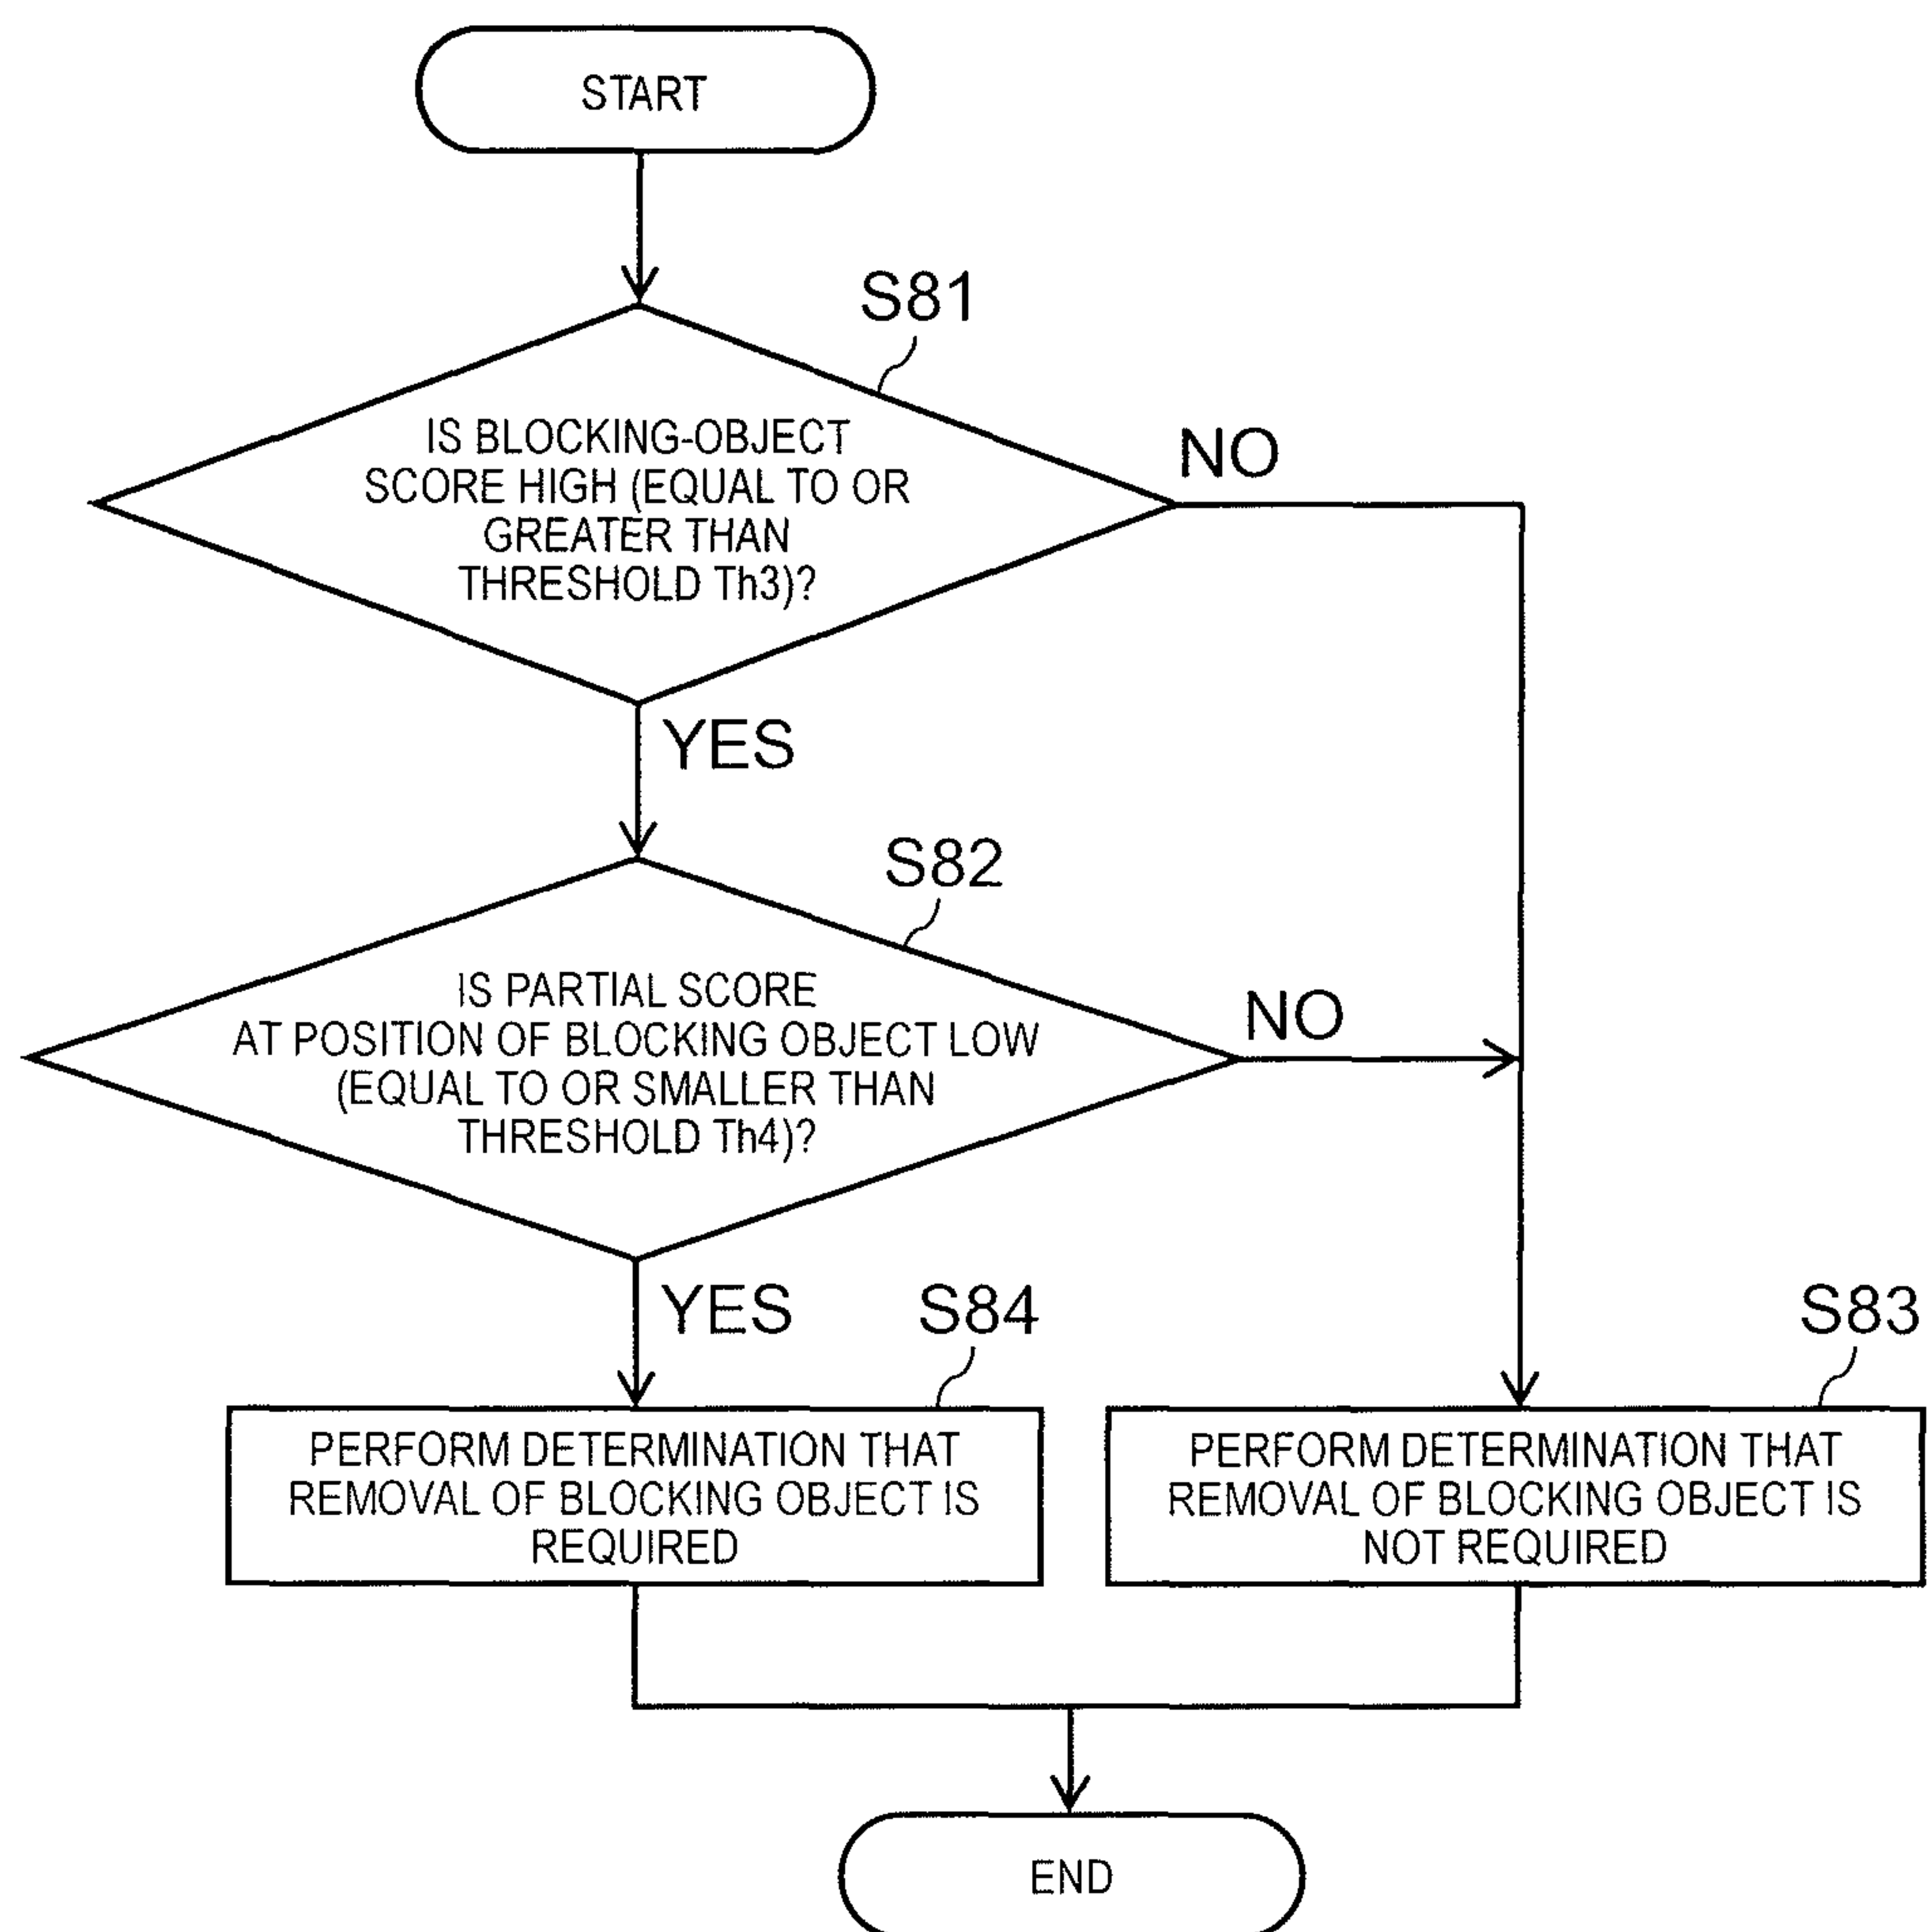 START
S81
IS BLOCKING-OBJECT
SCORE HIGH (EQUAL TO OR
GREATER THAN
THRESHOLD Th3)?
NO
YES
S82
IS PARTIAL SCORE
AT POSITION OF BLOCKING OBJECT LOW
(EQUAL TO OR SMALLER THAN
THRESHOLD Th4)?
NO
YES
S84
PERFORM DETERMINATION THAT
REMOVAL OF BLOCKING OBJECT IS
REQUIRED
S83
PERFORM DETERMINATION THAT
REMOVAL OF BLOCKING OBJECT IS
NOT REQUIRED
END